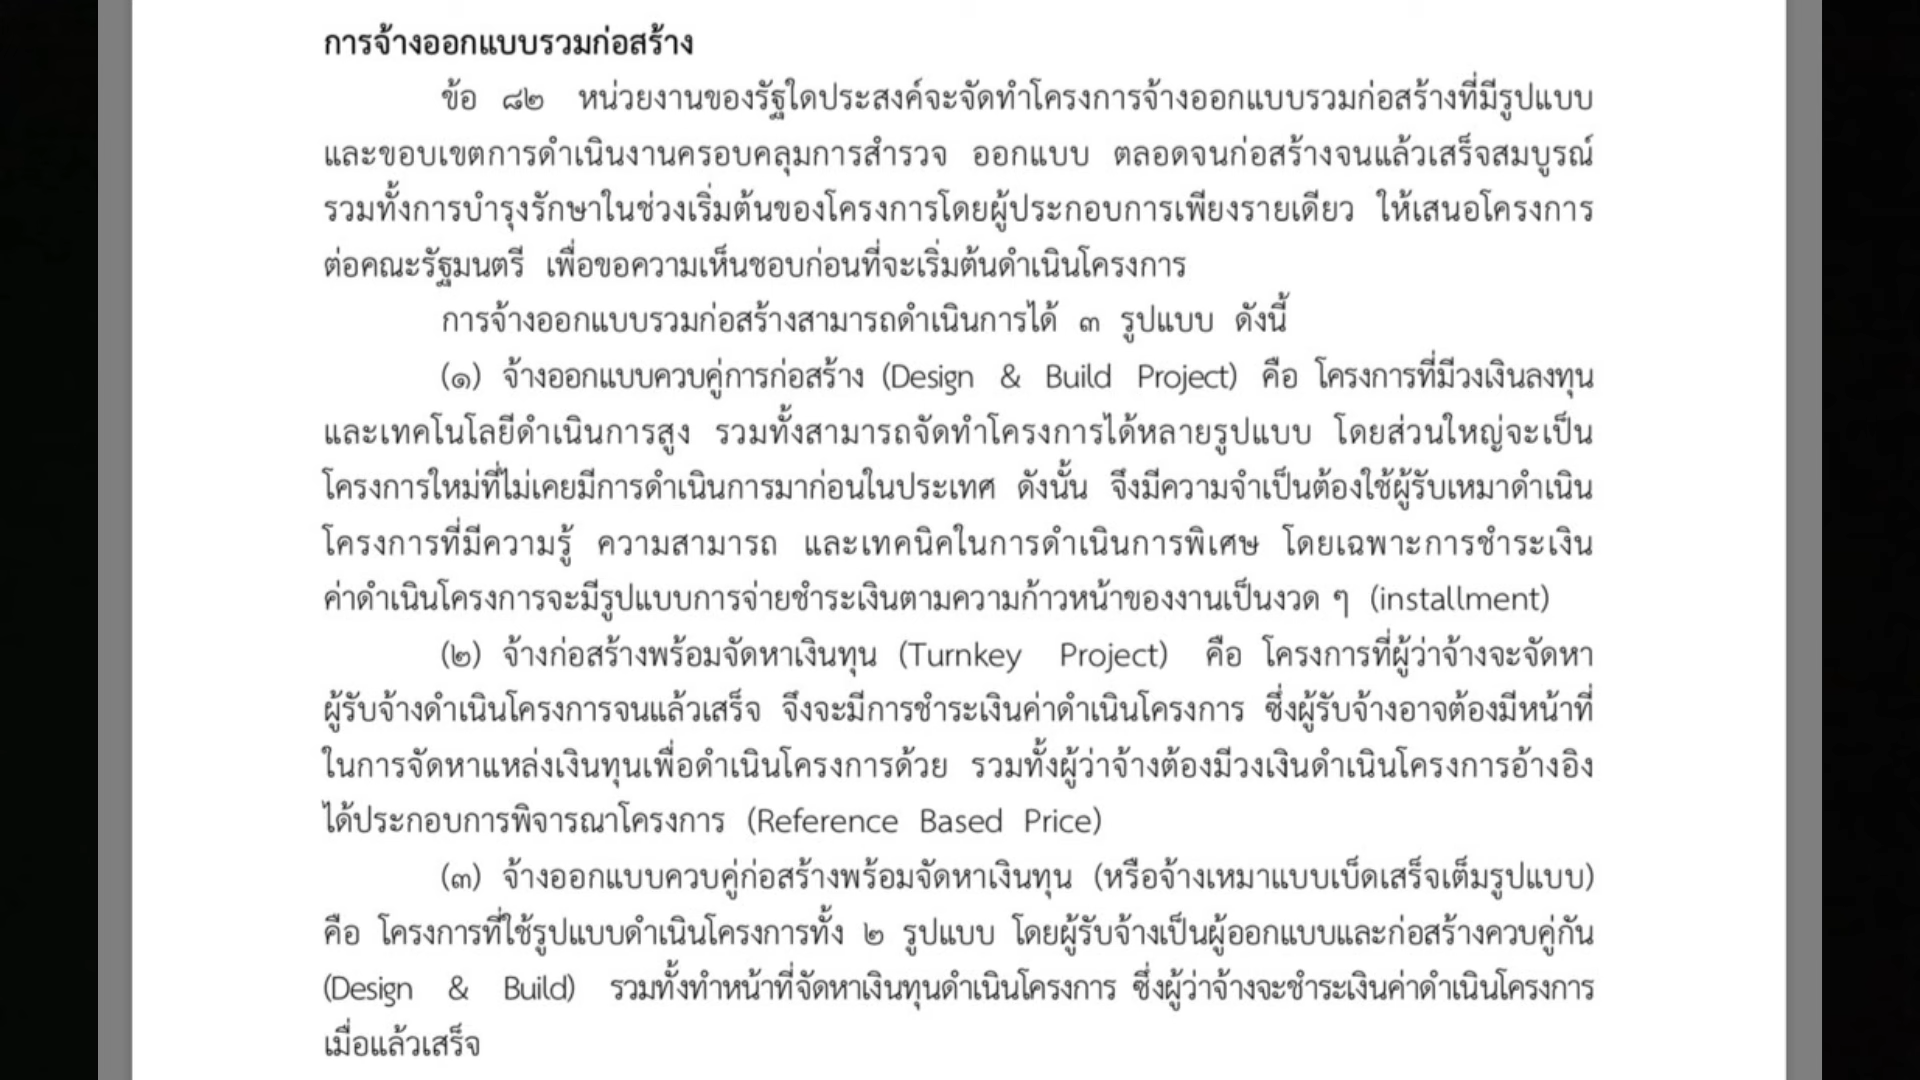 การจ้างออกแบบรวมก่อสร้าง
ข้อ ๘๒ หน่วยงานของรัฐใดประสงค์จะจัดทำโครงการจ้างออกแบบรวมก่อสร้างที่มีรูปแบบ
และขอบเขตการดำเนินงานครอบคลุมการสำรวจ ออกแบบ ตลอดจนก่อสร้างจนแล้วเสร็จสมบูรณ์
รวมทั้งการบำรุงรักษาในช่วงเริ่มต้นของโครงการโดยผู้ประกอบการเพียงรายเดียว ให้เสนอโครงการ
ต่อคณะรัฐมนตรี เพื่อขอความเห็นชอบก่อนที่จะเริ่มต้นดำเนินโครงการ
การจ้างออกแบบรวมก่อสร้างสามารถดำเนินการได้ ๓ รูปแบบ ดังนี้
(๑) จ้างออกแบบควบคู่การก่อสร้าง (Design & Build Project) คือ โครงการที่มีวงเงินลงทุน
และเทคโนโลยีดำเนินการสูง รวมทั้งสามารถจัดทำโครงการได้หลายรูปแบบ โดยส่วนใหญ่จะเป็น
โครงการใหม่ที่ไม่เคยมีการดำเนินการมาก่อนในประเทศ ดังนั้น จึงมีความจำเป็นต้องใช้ผู้รับเหมาดำเนิน
โครงการที่มีความรู้ ความสามารถ และเทคนิคในการดำเนินการพิเศษ โดยเฉพาะการชำระเงิน
ค่าดำเนินโครงการจะมีรูปแบบการจ่ายชำระเงินตามความก้าวหน้าของงานเป็นงวด ๆ (installment)
(๒) จ้างก่อสร้างพร้อมจัดหาเงินทุน (Turnkey Project) คือ โครงการที่ผู้ว่าจ้างจะจัดหา
ผู้รับจ้างดำเนินโครงการจนแล้วเสร็จ จึงจะมีการชำระเงินค่าดำเนินโครงการ ซึ่งผู้รับจ้างอาจต้องมีหน้าที่
ในการจัดหาแหล่งเงินทุนเพื่อดำเนินโครงการด้วย รวมทั้งผู้ว่าจ้างต้องมีวงเงินดำเนินโครงการอ้างอิง
ได้ประกอบการพิจารณาโครงการ (Reference Based Price)
(๓) จ้างออกแบบควบคู่ก่อสร้างพร้อมจัดหาเงินทุน (หรือจ้างเหมาแบบเบ็ดเสร็จเต็มรูปแบบ)
คือ โครงการที่ใช้รูปแบบดำเนินโครงการทั้ง ๒ รูปแบบ โดยผู้รับจ้างเป็นผู้ออกแบบและก่อสร้างควบคู่กัน
(Design & Build) รวมทั้งทำหน้าที่จัดหาเงินทุนดำเนินโครงการ ซึ่งผู้ว่าจ้างจะชำระเงินค่าดำเนินโครงการ
เมื่อแล้วเสร็จ